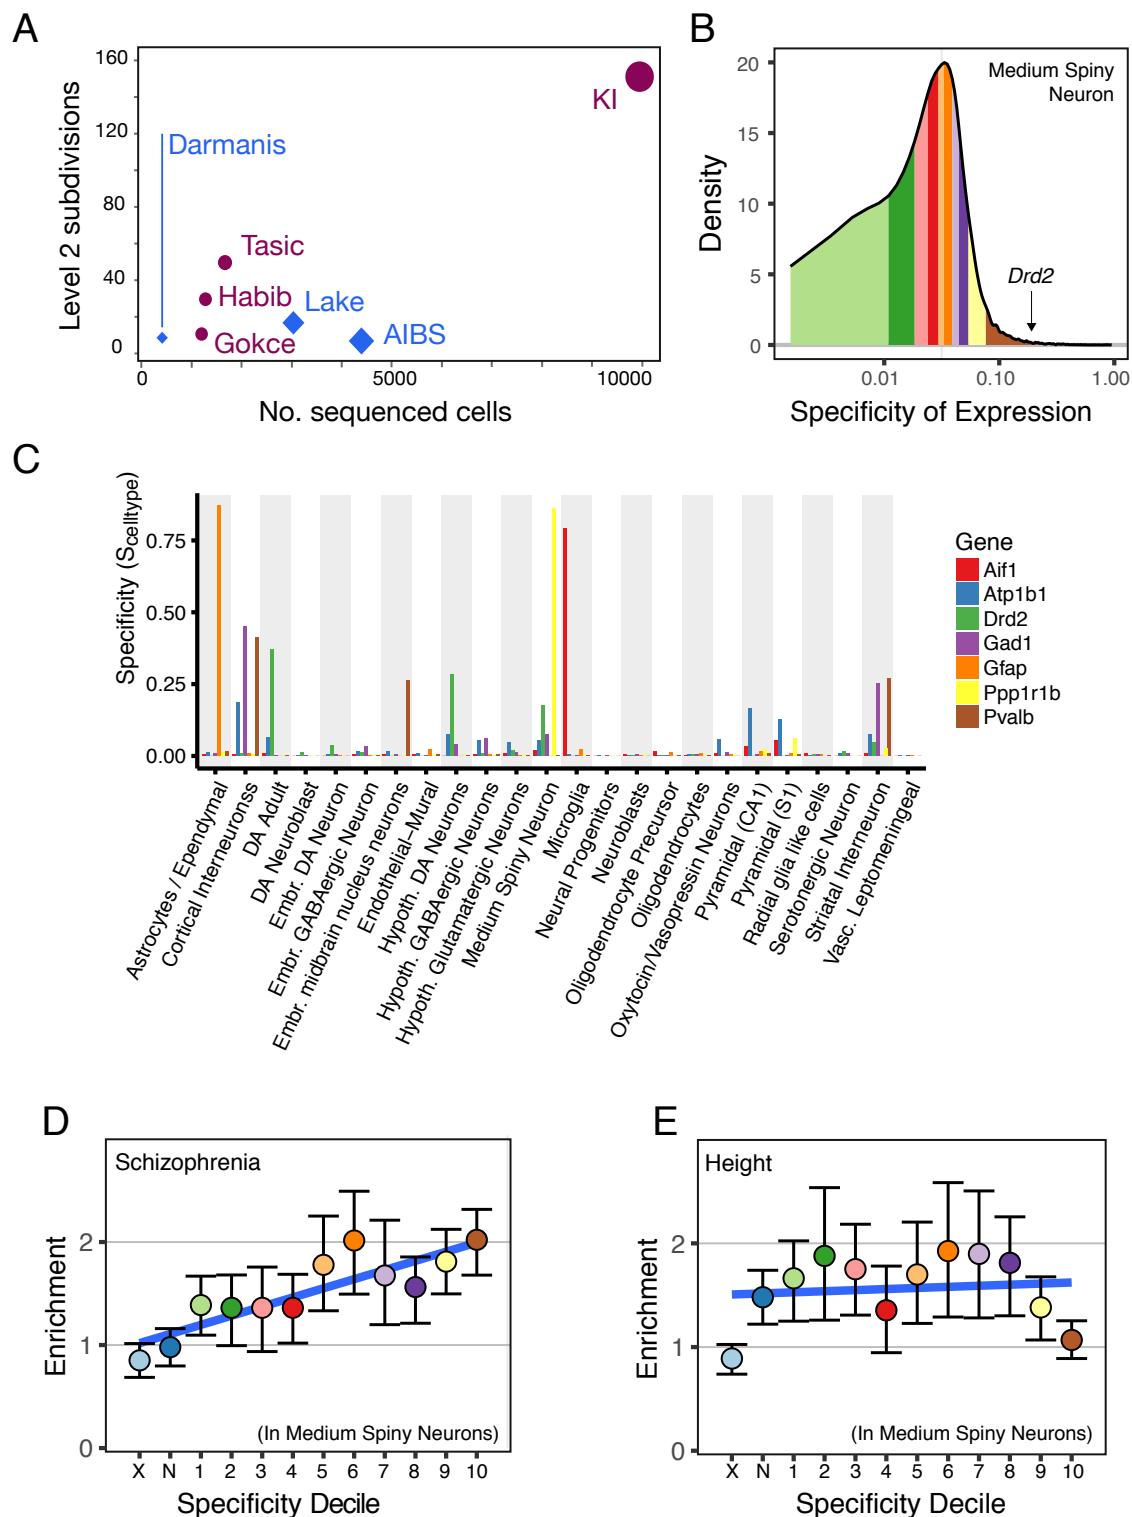 A
160
120
80
40
0
Level 2 subdivisions
KI
Darmanis
Tasic
Habib
Lake
Gokce
AIBS
0
5000
10000
No. sequenced cells
B
20
15
10
5
0
Density
Medium Spiny
Neuron
Drd2
0.01
0.10
1.00
Specificity of Expression
C
Specificity (Scelltype)
0.75
0.50
0.25
0.00
Gene
Aif1
Atp1b1
Drd2
Gad1
Gfap
Ppp1r1b
Pvalb
Astrocytes / Ependymal
Cortical Interneuronss
DA Adult
DA Neuroblast
Embr. DA Neuron
Embr. GABAergic Neuron
Embr. midbrain nucleus neurons
Endothelial–Mural
Hypoth. DA Neurons
Hypoth. GABAergic Neurons
Hypoth. Glutamatergic Neurons
Medium Spiny Neuron
Microglia
Neural Progenitors
Neuroblasts
Oligodendrocyte Precursor
Oligodendrocytes
Oxytocin/Vasopressin Neurons
Pyramidal (CA1)
Pyramidal (S1)
Radial glia like cells
Serotonergic Neuron
Striatal Interneuron
Vasc. Leptomeningeal
D
Schizophrenia
2
1
0
Enrichment
(In Medium Spiny Neurons)
X N 1 2 3 4 5 6 7 8 9 10
Specificity Decile
E
Height
2
1
0
Enrichment
(In Medium Spiny Neurons)
X N 1 2 3 4 5 6 7 8 9 10
Specificity Decile